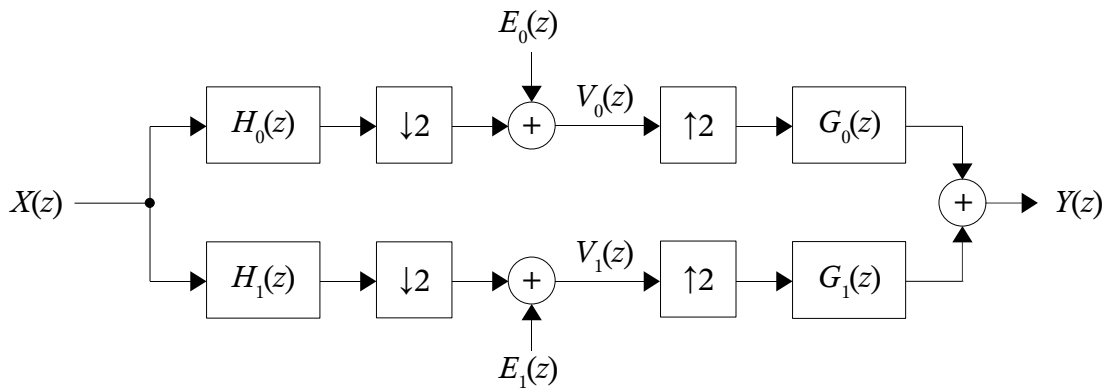 E₀(z)
H₀(z) ↓2 + V₀(z) ↑2 G₀(z)
X(z) + Y(z)
H₁(z) ↓2 + V₁(z) ↑2 G₁(z)
E₁(z)